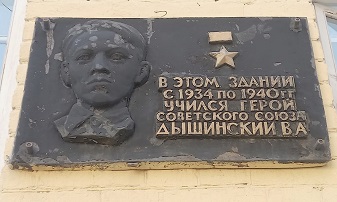 В ЭТОМ ЗДАНИИ
С 1934 ПО 1940 ГГ
УЧИЛСЯ ГЕРОЙ
СОВЕТСКОГО СОЮЗА
ДЫШИНСКИЙ В.А